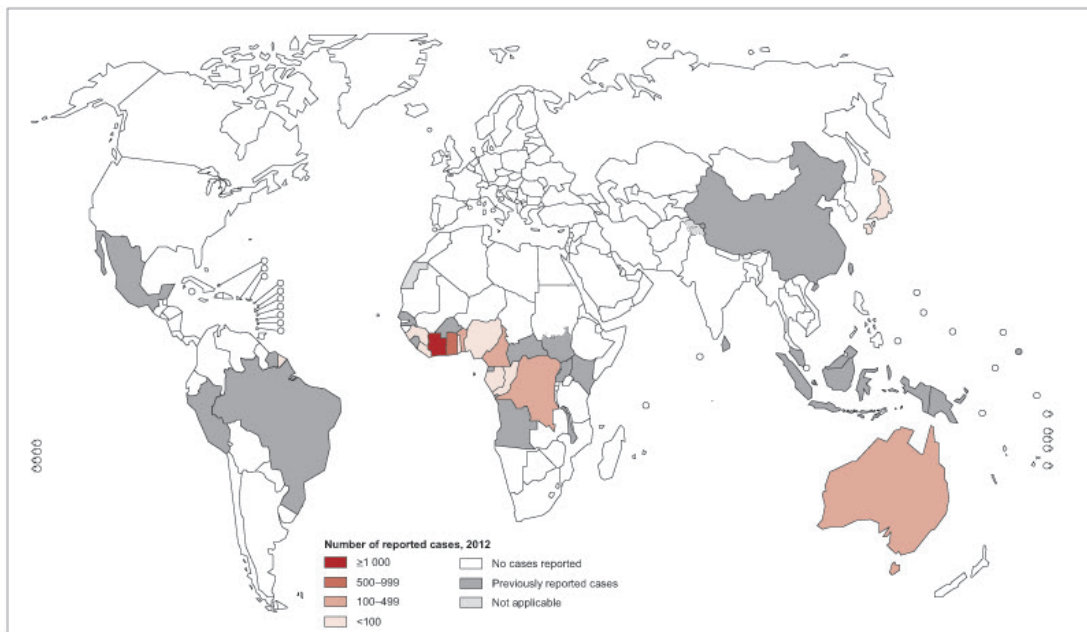 Number of reported cases, 2012
≥1 000
500–999
100–499
<100
No cases reported
Previously reported cases
Not applicable